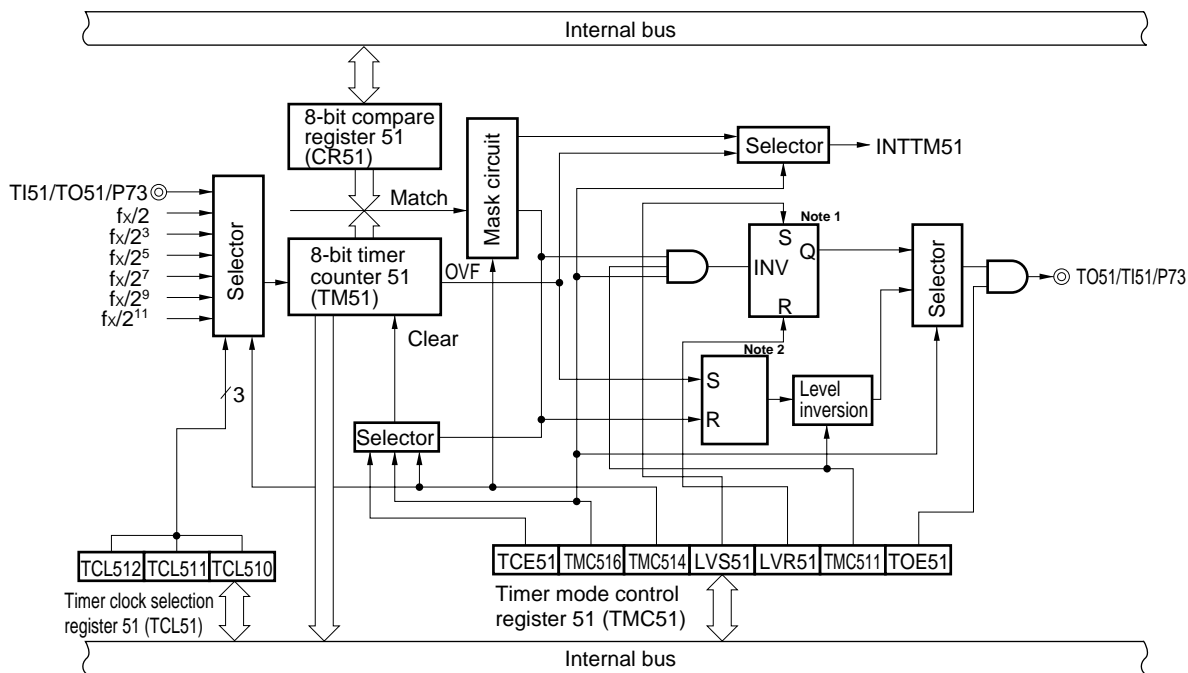 Internal bus
8-bit compare
register 51
(CR51)
Mask circuit
Selector
INTTM51
TI51/TO51/P73
fX/2
fX/2³
fX/2⁵
fX/2⁷
fX/2⁹
fX/2¹¹
Selector
Match
8-bit timer
counter 51
(TM51)
OVF
Clear
Note 1
S
Q
INV
R
Selector
TO51/TI51/P73
Note 2
S
R
Level
inversion
3
Selector
TCL512 TCL511 TCL510
Timer clock selection
register 51 (TCL51)
TCE51 TMC516 TMC514 LVS51 LVR51 TMC511 TOE51
Timer mode control
register 51 (TMC51)
Internal bus